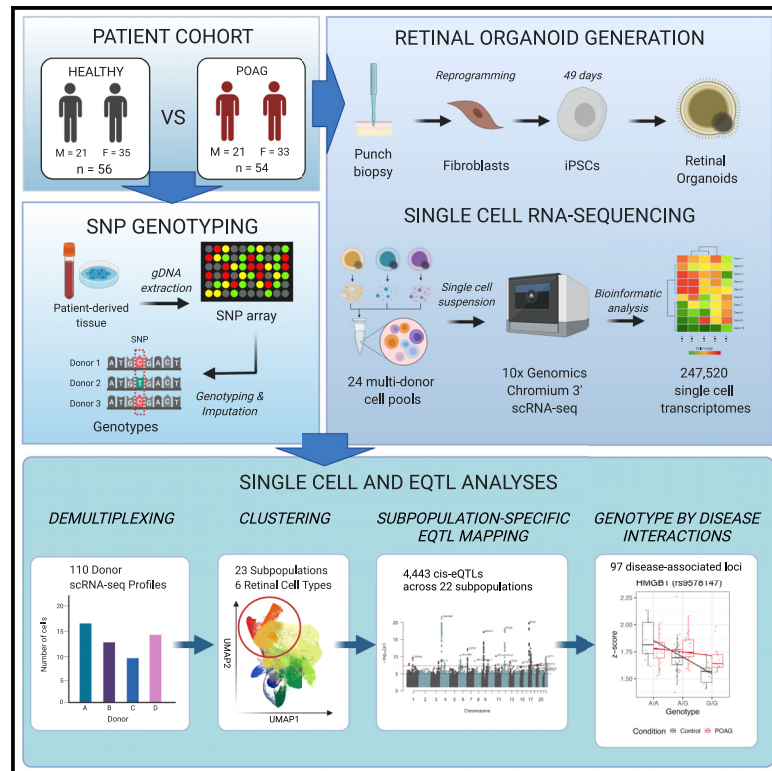 PATIENT COHORT
HEALTHY
VS
POAG
M = 21
F = 35
n = 56
M = 21
F = 33
n = 54
RETINAL ORGANOID GENERATION
Reprogramming
49 days
Punch
biopsy
Fibroblasts
iPSCs
Retinal
Organoids
SNP GENOTYPING
Patient-derived
tissue
gDNA
extraction
SNP array
SNP
Donor 1
A T G C G A C T
Donor 2
A T G T G A C T
Donor 3
A T G C G A C T
Genotypes
Genotyping &
Imputation
SINGLE CELL RNA-SEQUENCING
Single cell
suspension
Bioinformatic
analysis
24 multi-donor
cell pools
10x Genomics
Chromium 3'
scRNA-seq
247,520
single cell
transcriptomes
SINGLE CELL AND EQTL ANALYSES
DEMULTIPLEXING
110 Donor
scRNA-seq Profiles
Number of cells
20
15
10
5
0
A B C D
Donor
CLUSTERING
23 Subpopulations
6 Retinal Cell Types
UMAP2
UMAP1
SUBPOPULATION-SPECIFIC
EQTL MAPPING
4,443 cis-eQTLs
across 22 subpopulations
20
15
10
5
0
Chromosome
GENOTYPE BY DISEASE
INTERACTIONS
97 disease-associated loci
HMGB1 (rs9578147)
z-score
2.00
1.75
1.50
A/A A/G G/G
Genotype
Condition Control POAG